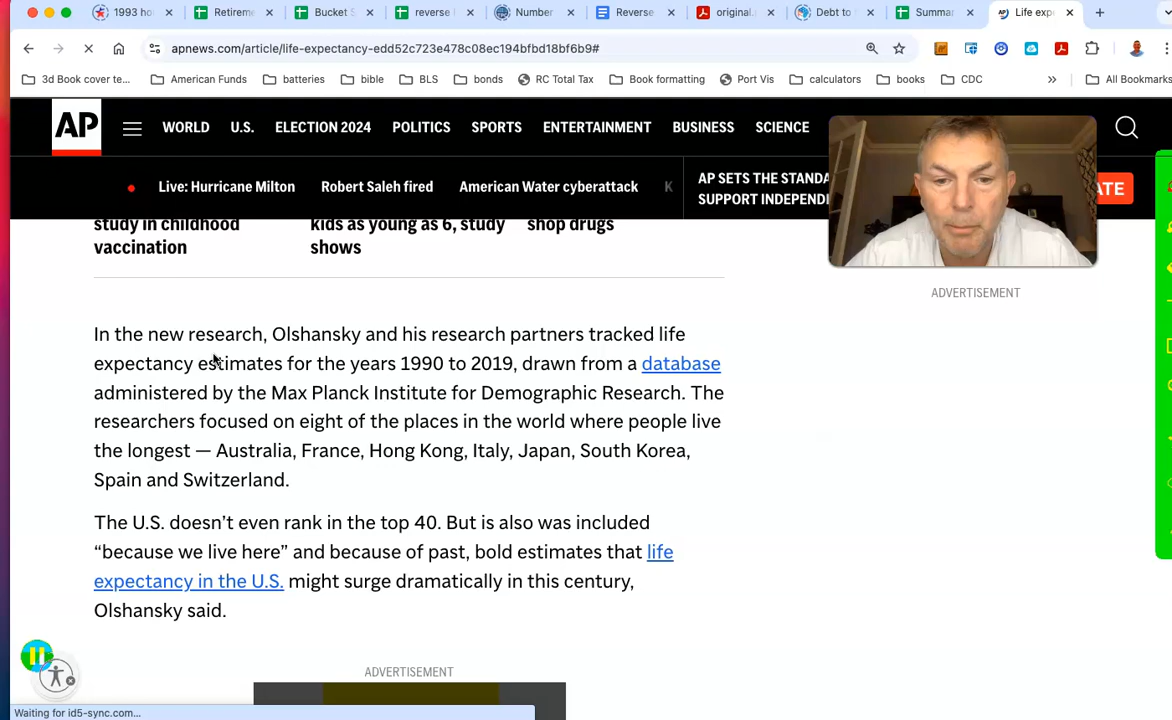 1993 ho
Retireme
Bucket S
reverse
Number
Reverse
original.
Debt to
Summar
Life exp
apnews.com/article/life-expectancy-edd52c723e478c08ec194bfbd18bf6b9#
3d Book cover te...
American Funds
batteries
bible
BLS
bonds
RC Total Tax
Book formatting
Port Vis
calculators
books
CDC
»
All Bookmarks
AP
WORLD
U.S.
ELECTION 2024
POLITICS
SPORTS
ENTERTAINMENT
BUSINESS
SCIENCE
Live: Hurricane Milton
Robert Saleh fired
American Water cyberattack
K
AP SETS THE STANDA
SUPPORT INDEPENDI
ATE
study in childhood
vaccination
kids as young as 6, study
shows
shop drugs
ADVERTISEMENT
In the new research, Olshansky and his research partners tracked life
expectancy estimates for the years 1990 to 2019, drawn from a database
administered by the Max Planck Institute for Demographic Research. The
researchers focused on eight of the places in the world where people live
the longest — Australia, France, Hong Kong, Italy, Japan, South Korea,
Spain and Switzerland.
The U.S. doesn’t even rank in the top 40. But is also was included
“because we live here” and because of past, bold estimates that life
expectancy in the U.S. might surge dramatically in this century,
Olshansky said.
ADVERTISEMENT
Waiting for id5-sync.com...